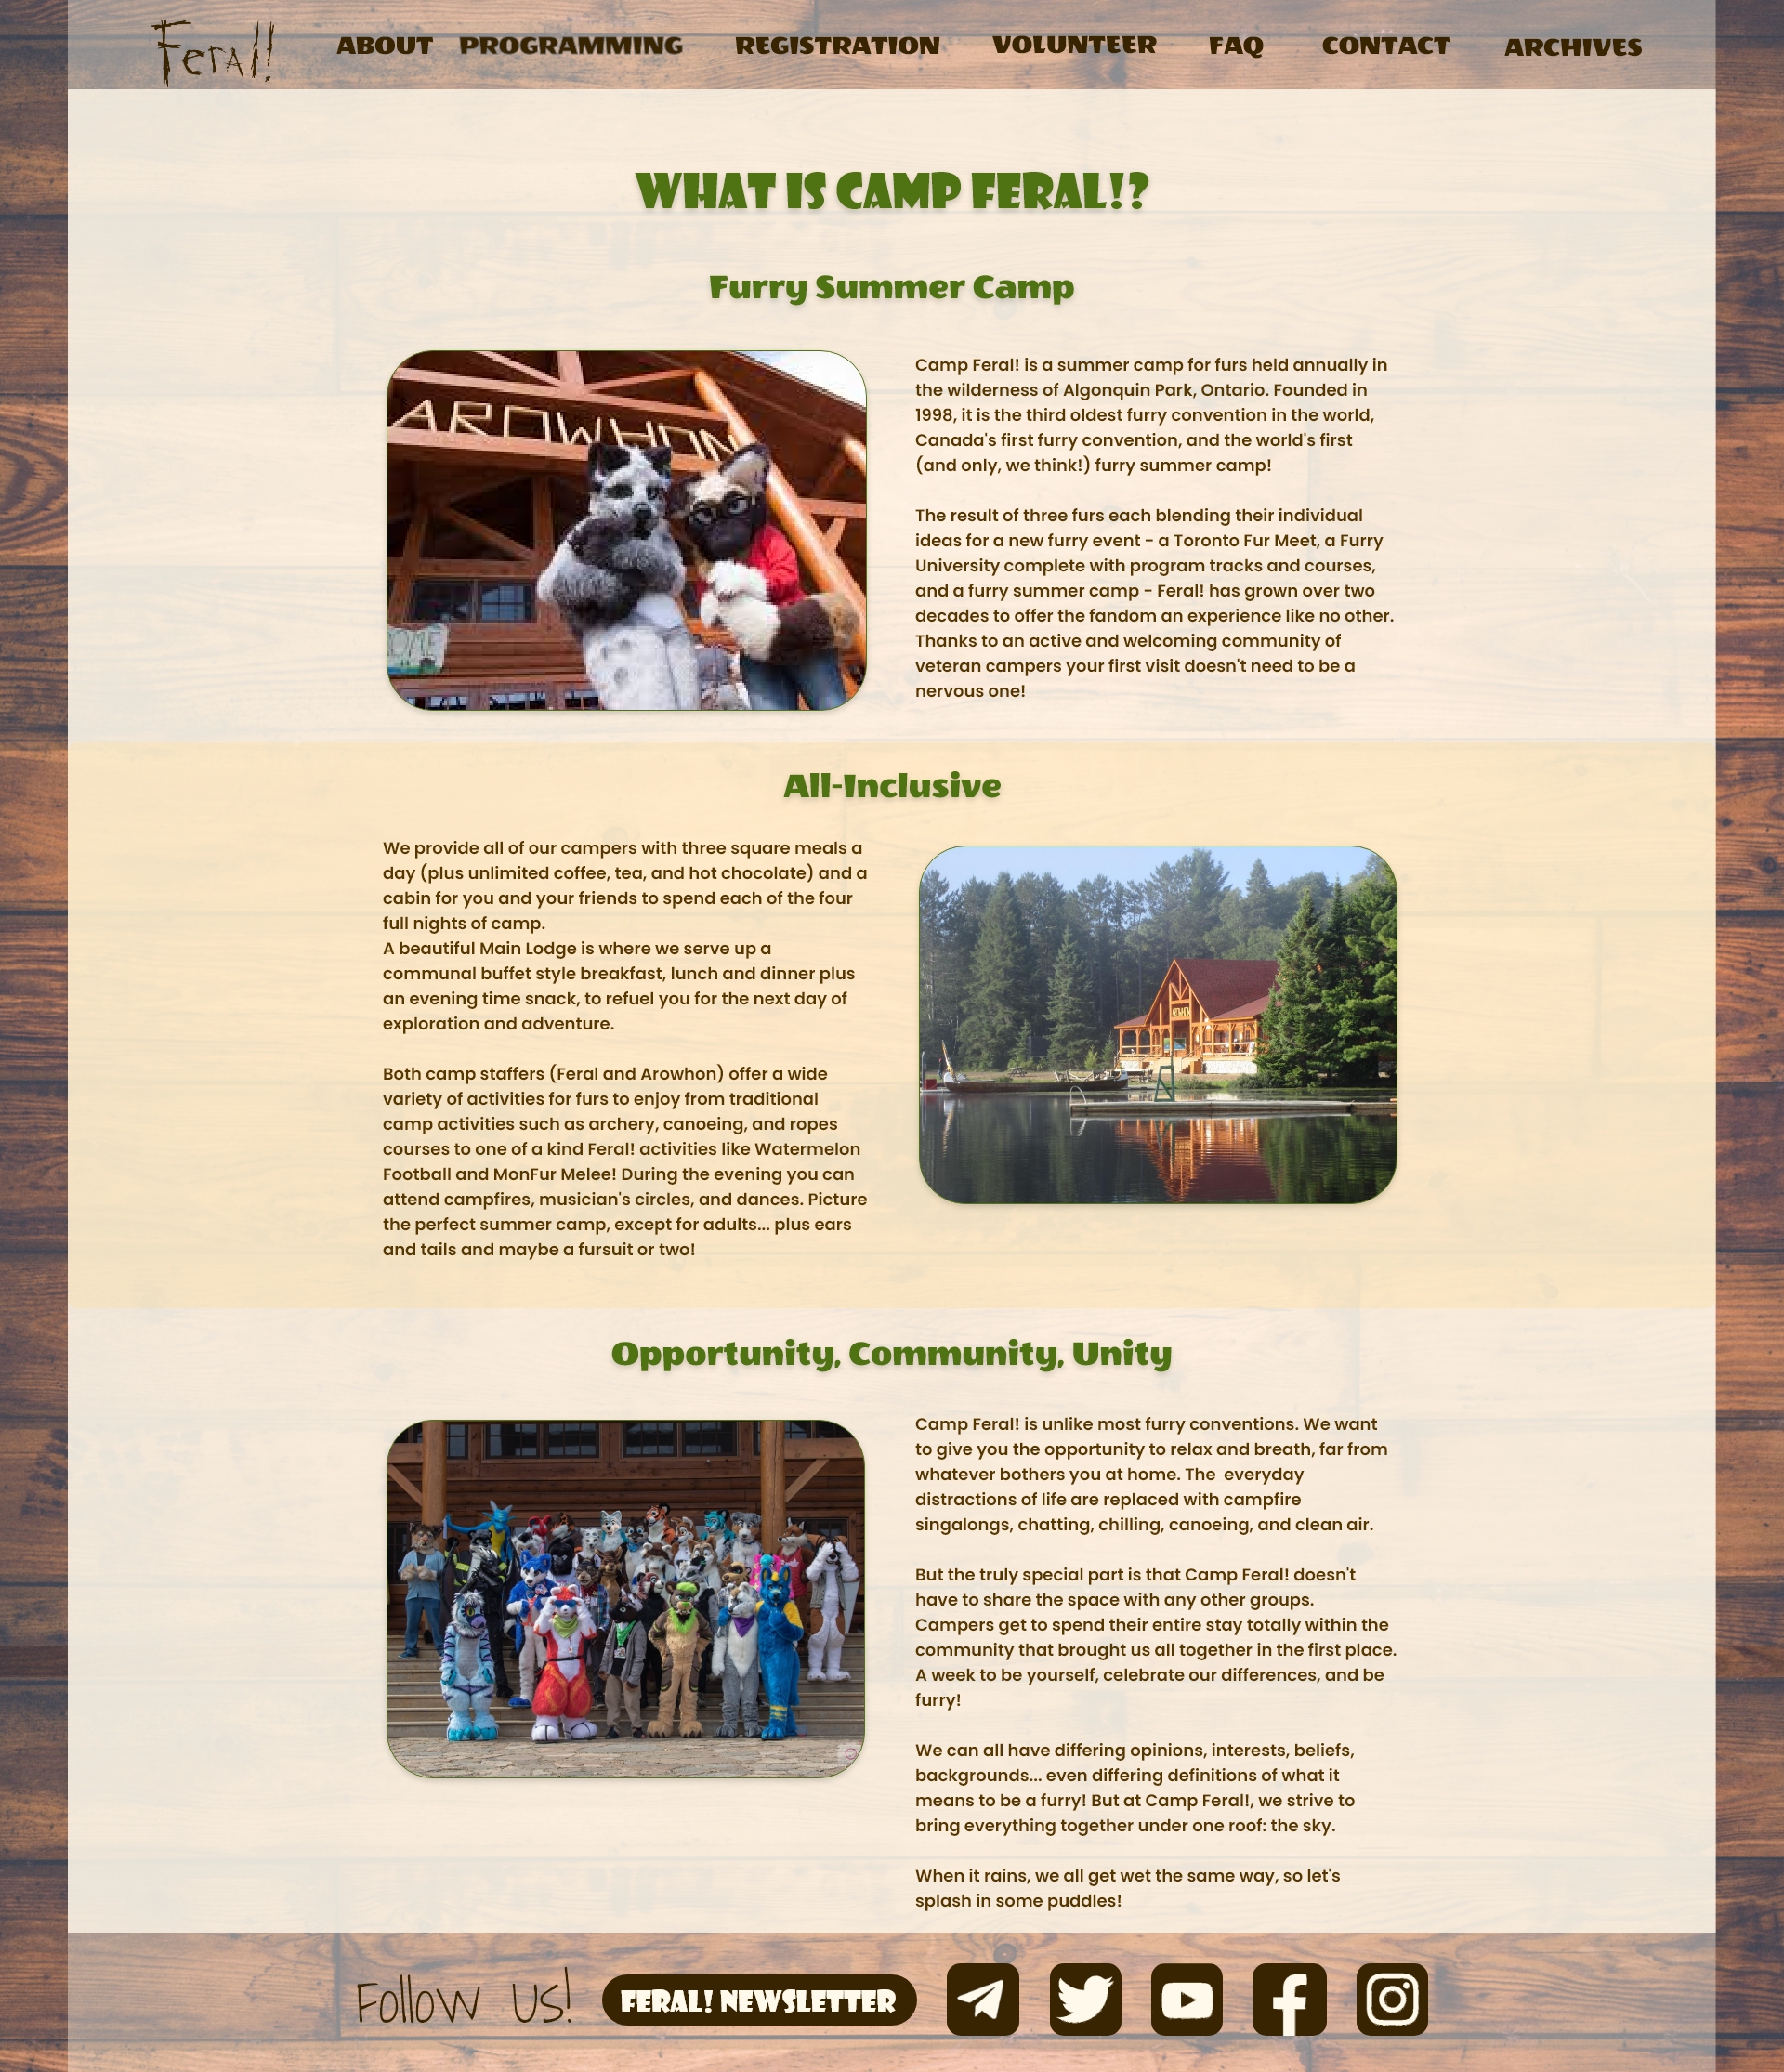 Feral!
ABOUT PROGRAMMING REGISTRATION VOLUNTEER FAQ CONTACT ARCHIVES
WHAT IS CAMP FERAL!?
Furry Summer Camp
AROWHON
Camp Feral! is a summer camp for furs held annually in
the wilderness of Algonquin Park, Ontario. Founded in
1998, it is the third oldest furry convention in the world,
Canada's first furry convention, and the world's first
(and only, we think!) furry summer camp!
The result of three furs each blending their individual
ideas for a new furry event - a Toronto Fur Meet, a Furry
University complete with program tracks and courses,
and a furry summer camp - Feral! has grown over two
decades to offer the fandom an experience like no other.
Thanks to an active and welcoming community of
veteran campers your first visit doesn't need to be a
nervous one!
All-Inclusive
We provide all of our campers with three square meals a
day (plus unlimited coffee, tea, and hot chocolate) and a
cabin for you and your friends to spend each of the four
full nights of camp.
A beautiful Main Lodge is where we serve up a
communal buffet style breakfast, lunch and dinner plus
an evening time snack, to refuel you for the next day of
exploration and adventure.
Both camp staffers (Feral and Arowhon) offer a wide
variety of activities for furs to enjoy from traditional
camp activities such as archery, canoeing, and ropes
courses to one of a kind Feral! activities like Watermelon
Football and MonFur Melee! During the evening you can
attend campfires, musician's circles, and dances. Picture
the perfect summer camp, except for adults... plus ears
and tails and maybe a fursuit or two!
Opportunity, Community, Unity
Camp Feral! is unlike most furry conventions. We want
to give you the opportunity to relax and breath, far from
whatever bothers you at home. The  everyday
distractions of life are replaced with campfire
singalongs, chatting, chilling, canoeing, and clean air.
But the truly special part is that Camp Feral! doesn't
have to share the space with any other groups.
Campers get to spend their entire stay totally within the
community that brought us all together in the first place.
A week to be yourself, celebrate our differences, and be
furry!
We can all have differing opinions, interests, beliefs,
backgrounds... even differing definitions of what it
means to be a furry! But at Camp Feral!, we strive to
bring everything together under one roof: the sky.
When it rains, we all get wet the same way, so let's
splash in some puddles!
Follow us! FERAL! NEWSLETTER